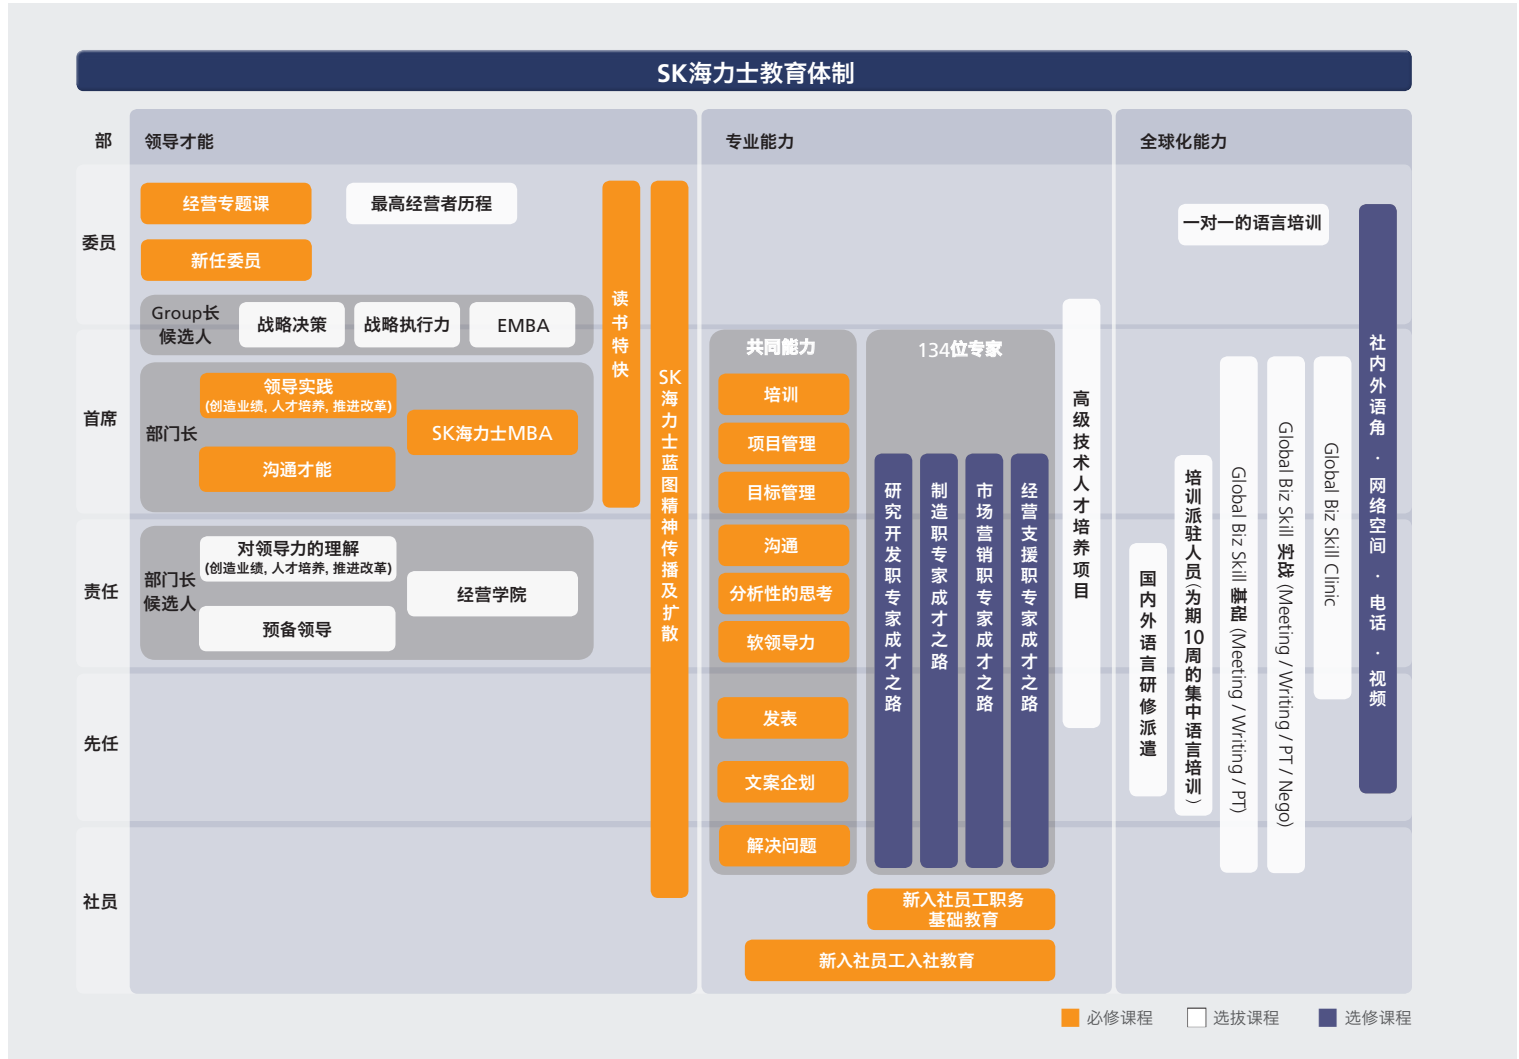 SK海力士教育体制
部
领导才能
专业能力
全球化能力
委员
首席
责任
先任
社员
经营专题课
最高经营者历程
新任委员
Group长
候选人
战略决策
战略执行力
EMBA
部门长
领导实践
(创造业绩, 人才培养, 推进改革)
沟通才能
SK海力士MBA
部门长
候选人
对领导力的理解
(创造业绩, 人才培养, 推进改革)
预备领导
经营学院
读书特快
SK海力士蓝图精神传播及扩散
共同能力
培训
项目管理
目标管理
沟通
分析性的思考
软领导力
发表
文案企划
解决问题
134位专家
研究开发职专家成才之路
制造职专家成才之路
市场营销职专家成才之路
经营支援职专家成才之路
新入社员工职务
基础教育
新入社员工入社教育
高级技术人才培养项目
一对一的语言培训
国内外语言研修派遣
培训派驻人员(为期10周的集中语言培训)
Global Biz Skill 基础 (Meeting / Writing / PT)
Global Biz Skill 实战 (Meeting / Writing / PT / Nego)
Global Biz Skill Clinic
社内外语角 · 网络空间 · 电话 · 视频
必修课程
选拔课程
选修课程